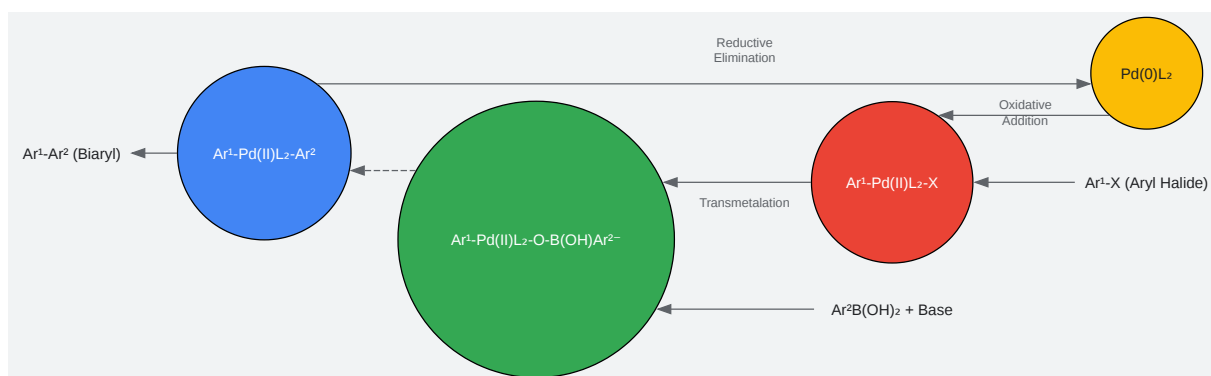 Reductive
Elimination
Pd(0)L₂
Oxidative
Addition
Ar¹-Ar² (Biaryl)
Ar¹-Pd(II)L₂-Ar²
Ar¹-Pd(II)L₂-X
Ar¹-X (Aryl Halide)
Transmetalation
Ar¹-Pd(II)L₂-O-B(OH)Ar²⁻
Ar²B(OH)₂ + Base